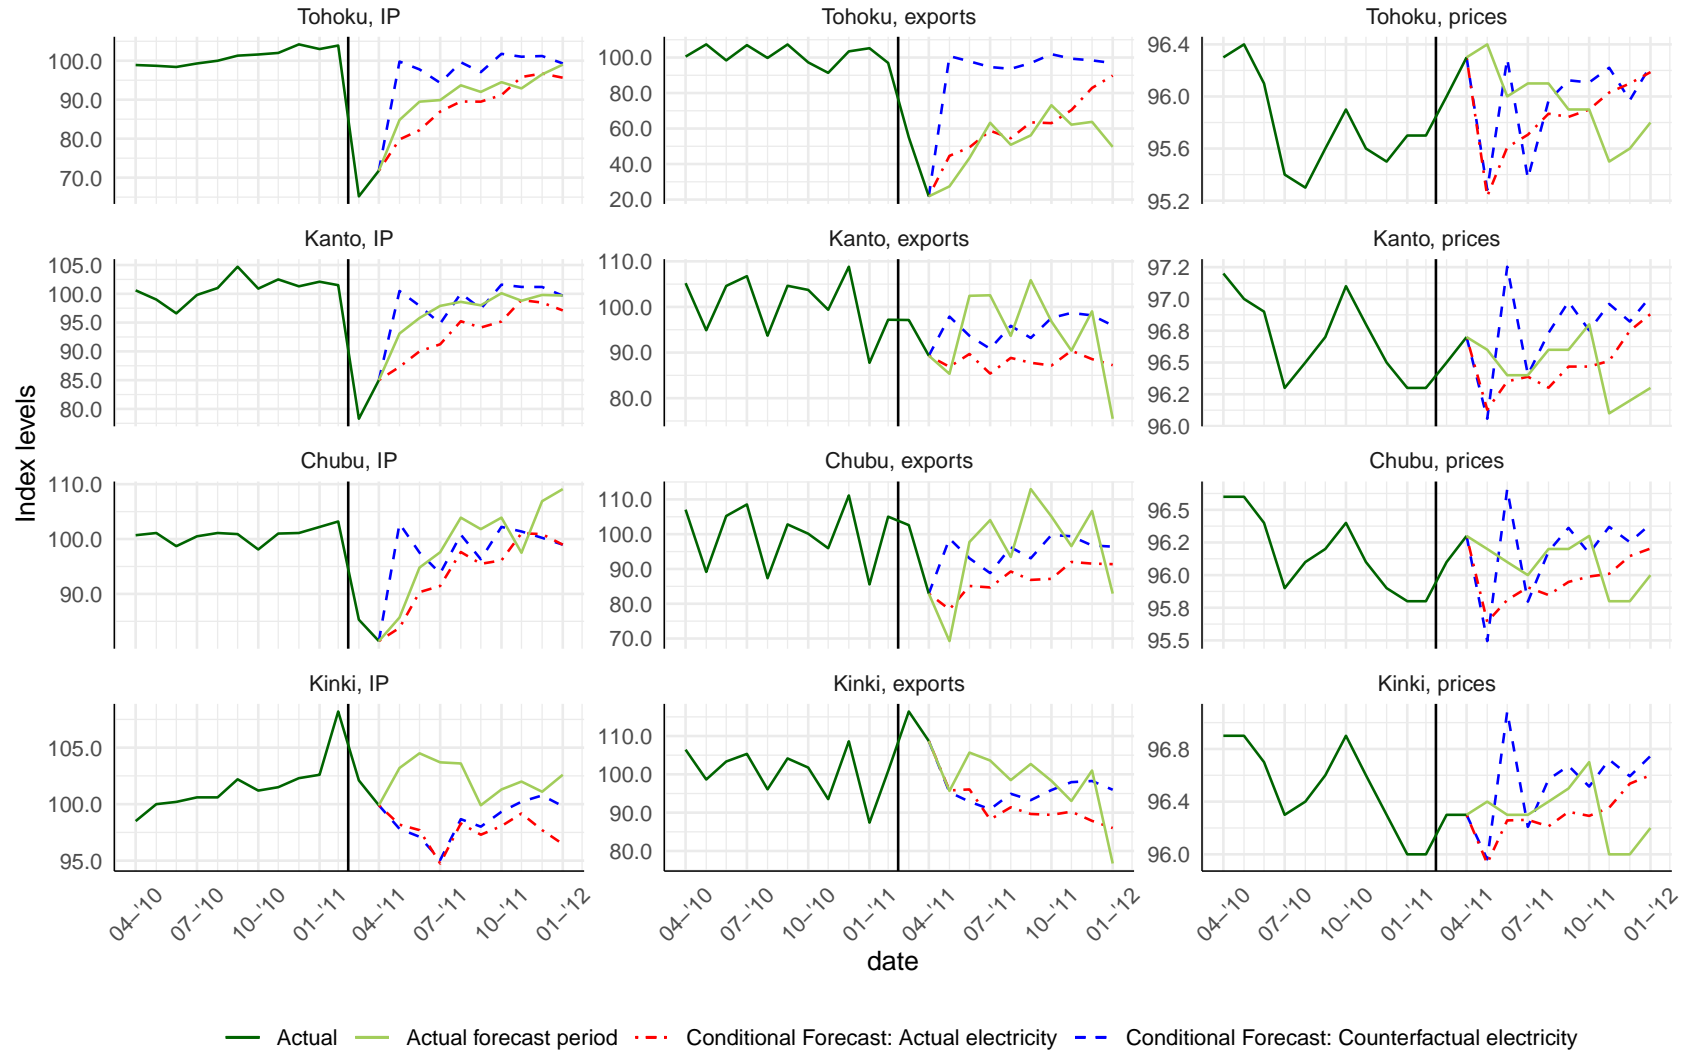 Tohoku, IP
Tohoku, exports
Tohoku, prices
100.0
90.0
80.0
70.0
100.0
80.0
60.0
40.0
20.0
96.4
96.0
95.6
95.2
Kanto, IP
Kanto, exports
Kanto, prices
105.0
100.0
95.0
90.0
85.0
80.0
110.0
100.0
90.0
80.0
97.2
97.0
96.8
96.5
96.2
96.0
Index levels
Chubu, IP
Chubu, exports
Chubu, prices
110.0
100.0
90.0
110.0
100.0
90.0
80.0
70.0
96.5
96.2
96.0
95.8
95.5
Kinki, IP
Kinki, exports
Kinki, prices
105.0
100.0
95.0
110.0
100.0
90.0
80.0
96.8
96.4
96.0
04–'10 07–'10 10–'10 01–'11 04–'11 07–'11 10–'11 01–'12
04–'10 07–'10 10–'10 01–'11 04–'11 07–'11 10–'11 01–'12
04–'10 07–'10 10–'10 01–'11 04–'11 07–'11 10–'11 01–'12
date
Actual Actual forecast period Conditional Forecast: Actual electricity Conditional Forecast: Counterfactual electricity